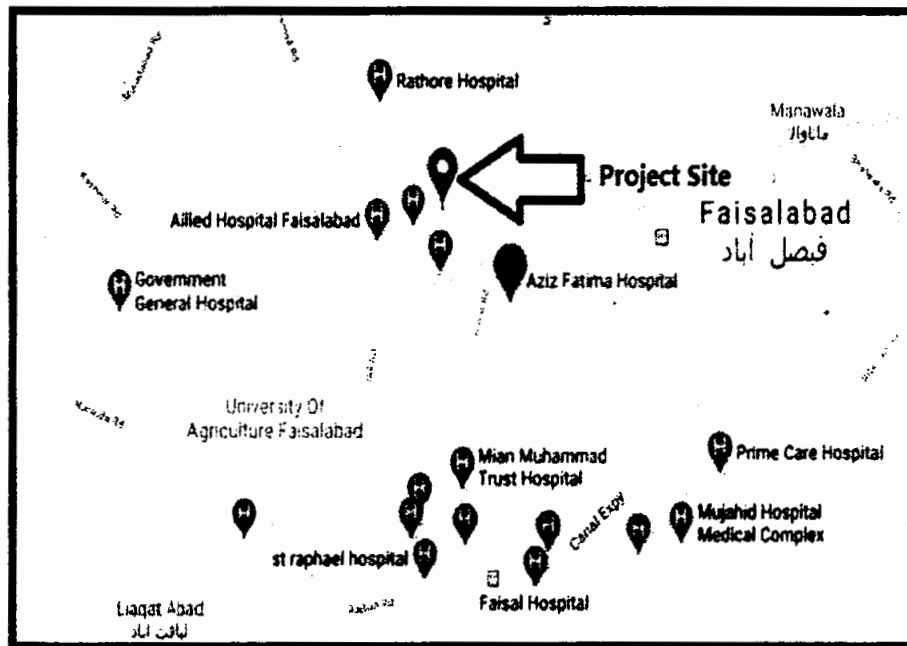 Rathore Hospital
Manawala
مانانوالا
Project Site
Allied Hospital Faisalabad
Faisalabad
فیصل آباد
Government
General Hospital
Aziz Fatima Hospital
University Of
Agriculture Faisalabad
Mian Muhammad
Trust Hospital
Prime Care Hospital
Canal Expy
Mujahid Hospital
Medical Complex
st raphael hospital
Faisal Hospital
Liaqat Abad
لیاقت آباد